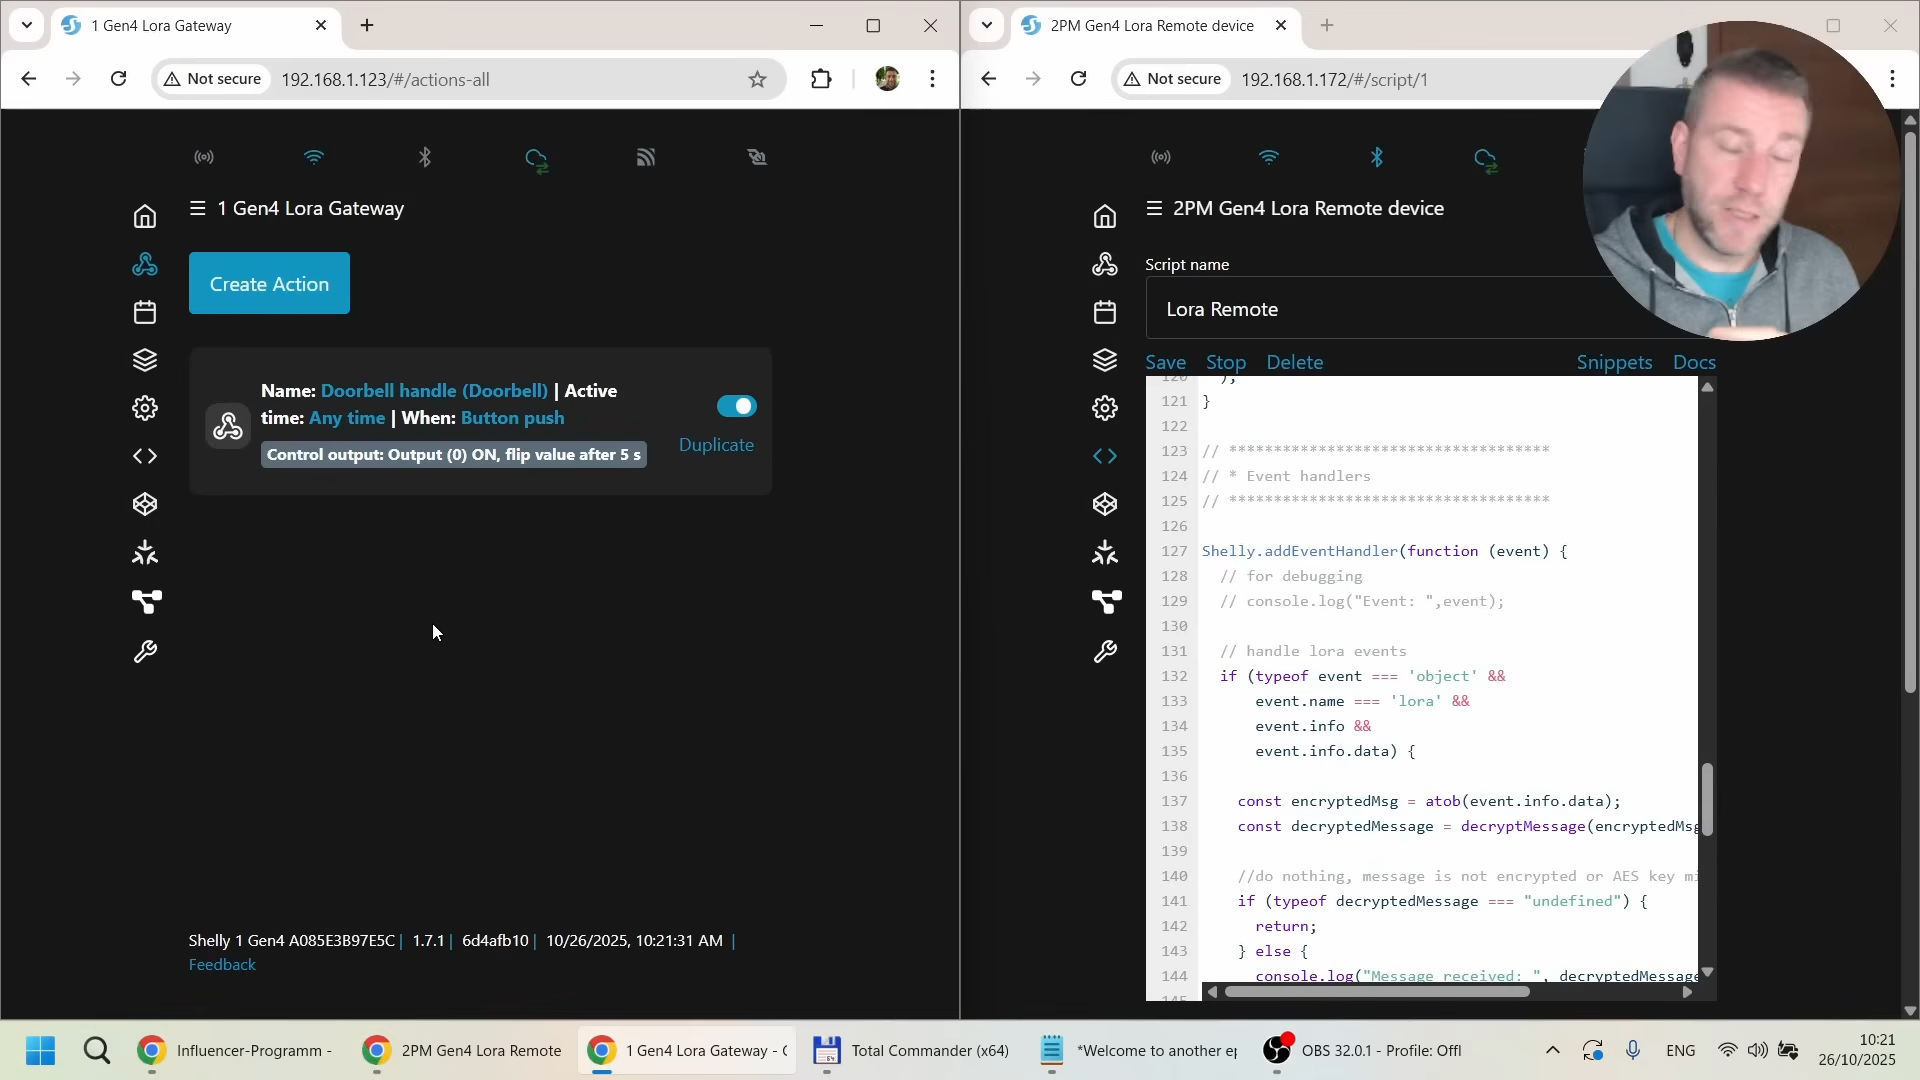 1 Gen4 Lora Gateway
2PM Gen4 Lora Remote device
Not secure
192.168.1.123/#/actions-all
Not secure
192.168.1.172/#/script/1
1 Gen4 Lora Gateway
Create Action
Name: Doorbell handle (Doorbell) | Active
time: Any time | When: Button push
Control output: Output (0) ON, flip value after 5 s
Duplicate
Shelly 1 Gen4 A085E3B97E5C | 1.7.1 | 6d4afb10 | 10/26/2025, 10:21:31 AM |
Feedback
2PM Gen4 Lora Remote device
Script name
Lora Remote
Save Stop Delete Snippets Docs
120 );
121 }
122
123 // ************************************
124 // * Event handlers
125 // ************************************
126
127 Shelly.addEventHandler(function (event) {
128 // for debugging
129 // console.log("Event: ",event);
130
131 // handle lora events
132 if (typeof event === 'object' &&
133 event.name === 'lora' &&
134 event.info &&
135 event.info.data) {
136
137 const encryptedMsg = atob(event.info.data);
138 const decryptedMessage = decryptMessage(encryptedMsg
139
140 //do nothing, message is not encrypted or AES key mi
141 if (typeof decryptedMessage === "undefined") {
142 return;
143 } else {
144 console.log("Message received: ", decryptedMessage
145
Influencer-Programm -
2PM Gen4 Lora Remote
1 Gen4 Lora Gateway - G
Total Commander (x64)
*Welcome to another ep
OBS 32.0.1 - Profile: Offl
ENG
10:21
26/10/2025